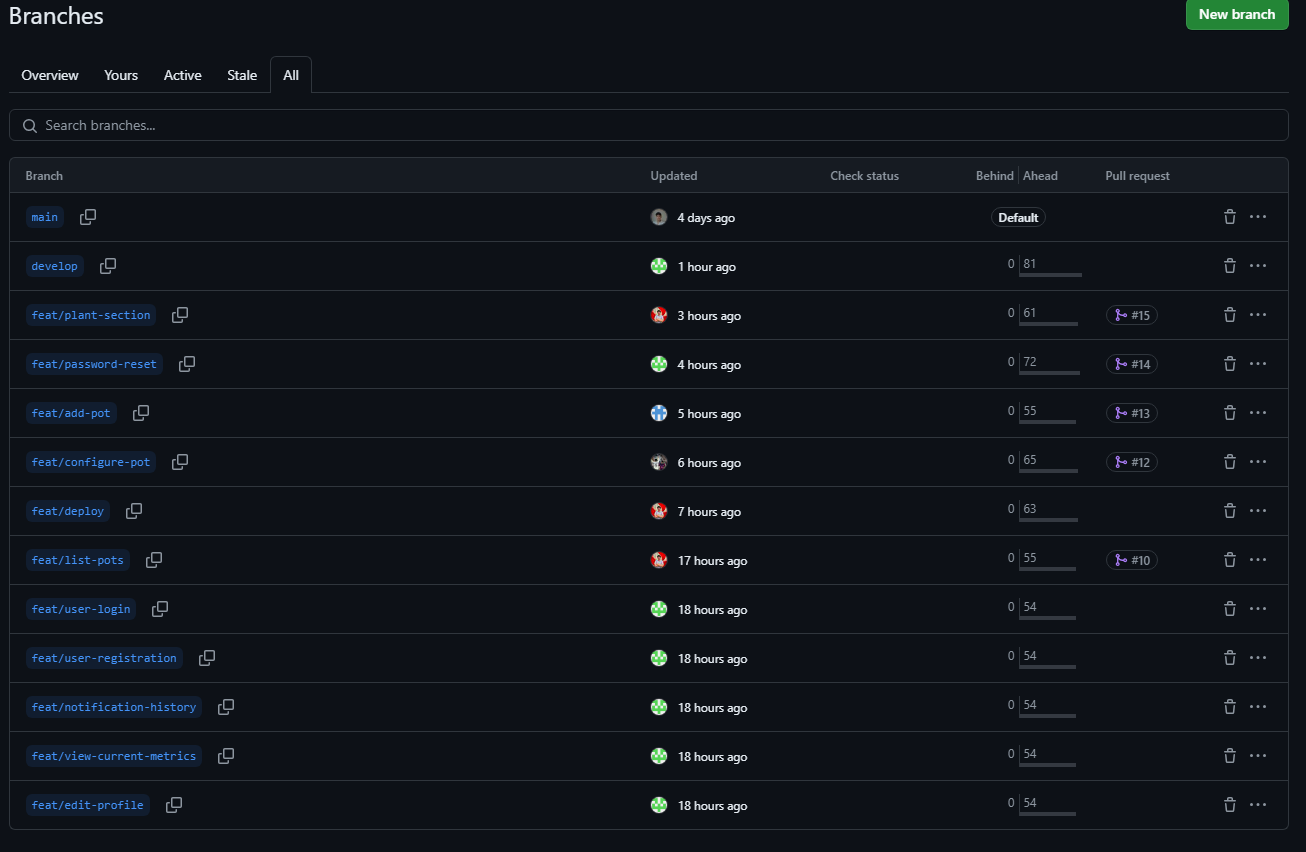 Branches
New branch
Overview Yours Active Stale All
Search branches...
Branch Updated Check status Behind Ahead Pull request
main 4 days ago Default
develop 1 hour ago 0 81
feat/plant-section 3 hours ago 0 61 #15
feat/password-reset 4 hours ago 0 72 #14
feat/add-pot 5 hours ago 0 55 #13
feat/configure-pot 6 hours ago 0 65 #12
feat/deploy 7 hours ago 0 63
feat/list-pots 17 hours ago 0 55 #10
feat/user-login 18 hours ago 0 54
feat/user-registration 18 hours ago 0 54
feat/notification-history 18 hours ago 0 54
feat/view-current-metrics 18 hours ago 0 54
feat/edit-profile 18 hours ago 0 54